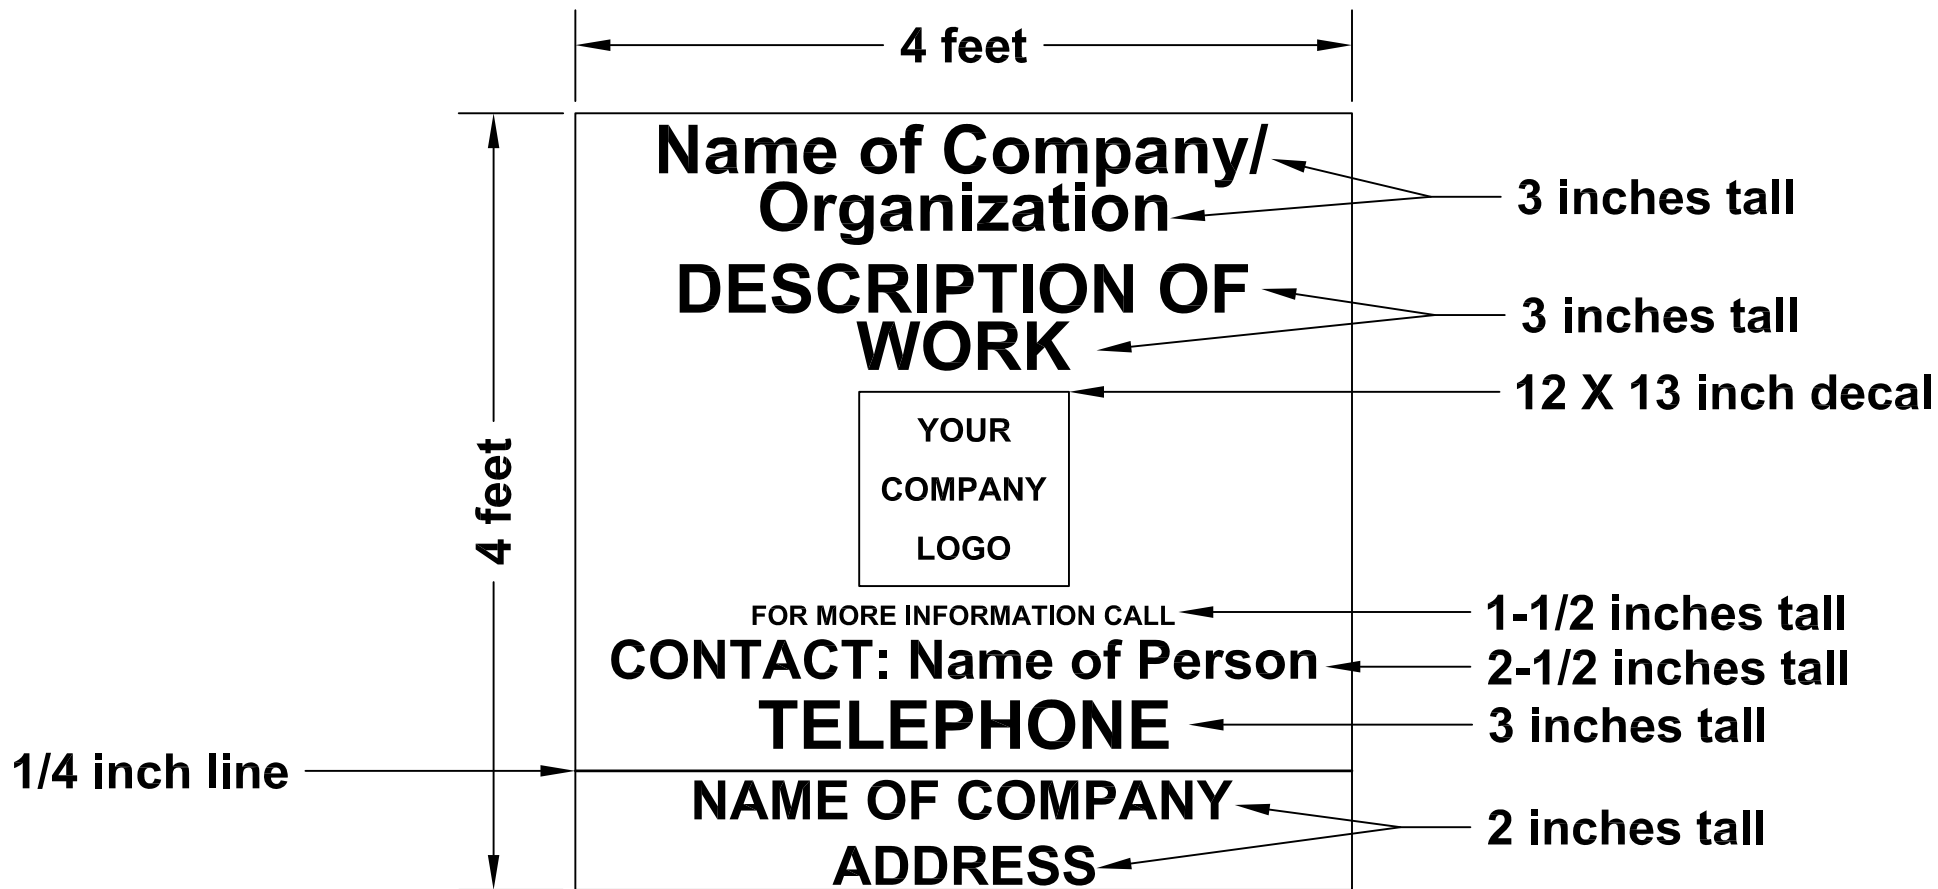 4 feet
4 feet
Name of Company/
Organization
3 inches tall
DESCRIPTION OF
WORK
3 inches tall
12 X 13 inch decal
YOUR
COMPANY
LOGO
FOR MORE INFORMATION CALL
1-1/2 inches tall
CONTACT: Name of Person
2-1/2 inches tall
TELEPHONE
3 inches tall
1/4 inch line
NAME OF COMPANY
ADDRESS
2 inches tall